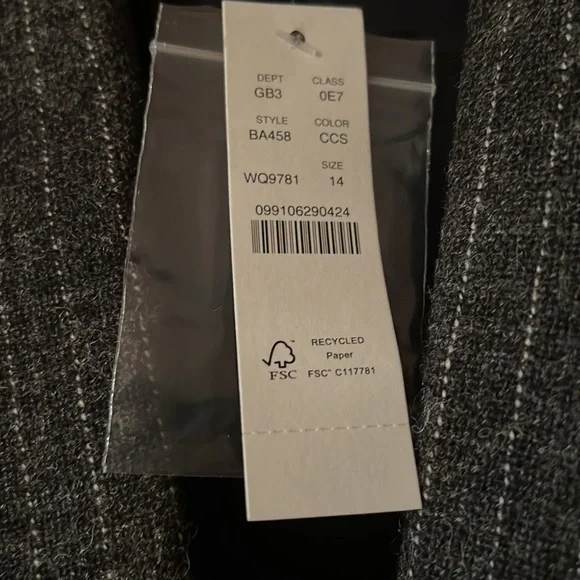 DEPT CLASS
GB3 0E7
STYLE COLOR
BA458 CCS
SIZE
WQ9781 14
099106290424
RECYCLED
Paper
FSC FSC™ C117781